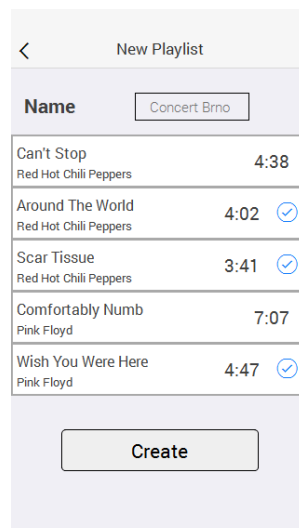 New Playlist
Name
Concert Brno
Can't Stop
4:38
Red Hot Chili Peppers
Around The World
4:02
Red Hot Chili Peppers
Scar Tissue
3:41
Red Hot Chili Peppers
Comfortably Numb
7:07
Pink Floyd
Wish You Were Here
4:47
Pink Floyd
Create